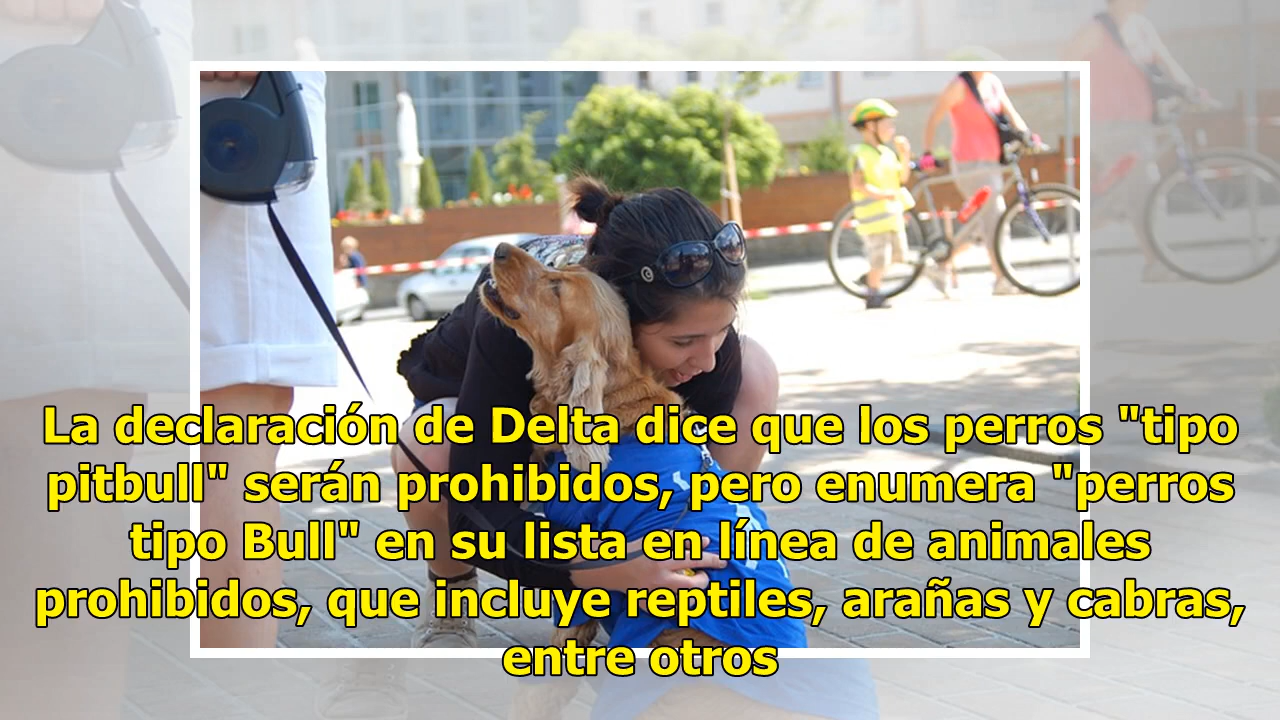 La declaración de Delta dice que los perros "tipo
pitbull" serán prohibidos, pero enumera "perros
tipo Bull" en su lista en línea de animales
prohibidos, que incluye reptiles, arañas y cabras,
entre otros